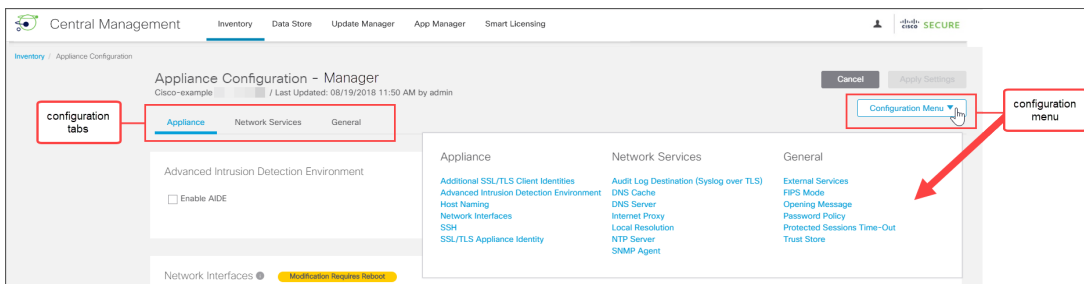 Central Management
Inventory Data Store Update Manager App Manager Smart Licensing
cisco SECURE
Inventory / Appliance Configuration
Appliance Configuration - Manager
Cancel
Apply Settings
Cisco-example / Last Updated: 08/19/2018 11:50 AM by admin
configuration tabs
Appliance Network Services General
Configuration Menu
configuration menu
Advanced Intrusion Detection Environment
Enable AIDE
Appliance
Additional SSL/TLS Client Identities
Advanced Intrusion Detection Environment
Host Naming
Network Interfaces
SSH
SSL/TLS Appliance Identity
Network Services
Audit Log Destination (Syslog over TLS)
DNS Cache
DNS Server
Internet Proxy
Local Resolution
NTP Server
SNMP Agent
General
External Services
FIPS Mode
Opening Message
Password Policy
Protected Sessions Time-Out
Trust Store
Network Interfaces
Modification Requires Reboot